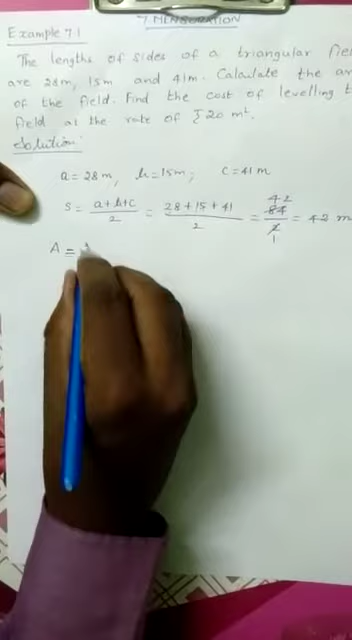 7. MENSURATION
Example 7.1
The lengths of sides of a triangular
are 28m, 15m and 41m. Calculate the
of the field. Find the cost of levelling
field at the rate of ₹20 m².
Solution:
a = 28 m, b = 15m; c = 41 m
S = a+b+c / 2 = 28+15+41 / 2 = 84 / 2 = 42 m
A =